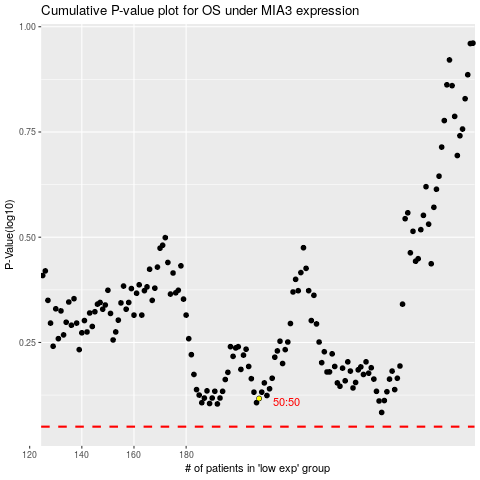 Cumulative P-value plot for OS under MIA3 expression
P-Value(log10)
1.00
0.75
0.50
0.25
50:50
120 140 160 180
# of patients in 'low exp' group